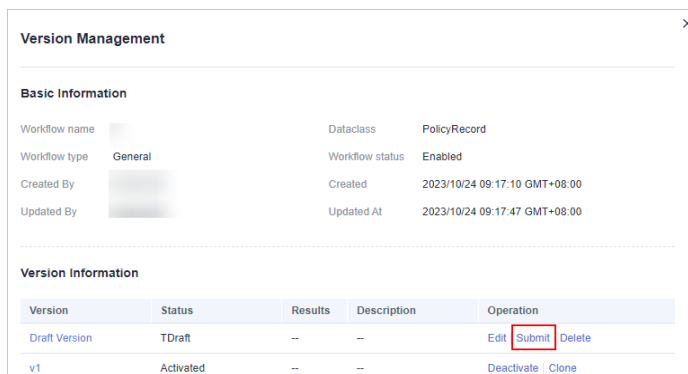 Version Management
Basic Information
Workflow name Dataclass PolicyRecord
Workflow type General Workflow status Enabled
Created By Created 2023/10/24 09:17:10 GMT+08:00
Updated By Updated At 2023/10/24 09:17:47 GMT+08:00
Version Information
Version Status Results Description Operation
Draft Version TDraft -- -- Edit Submit Delete
v1 Activated -- -- Deactivate Clone